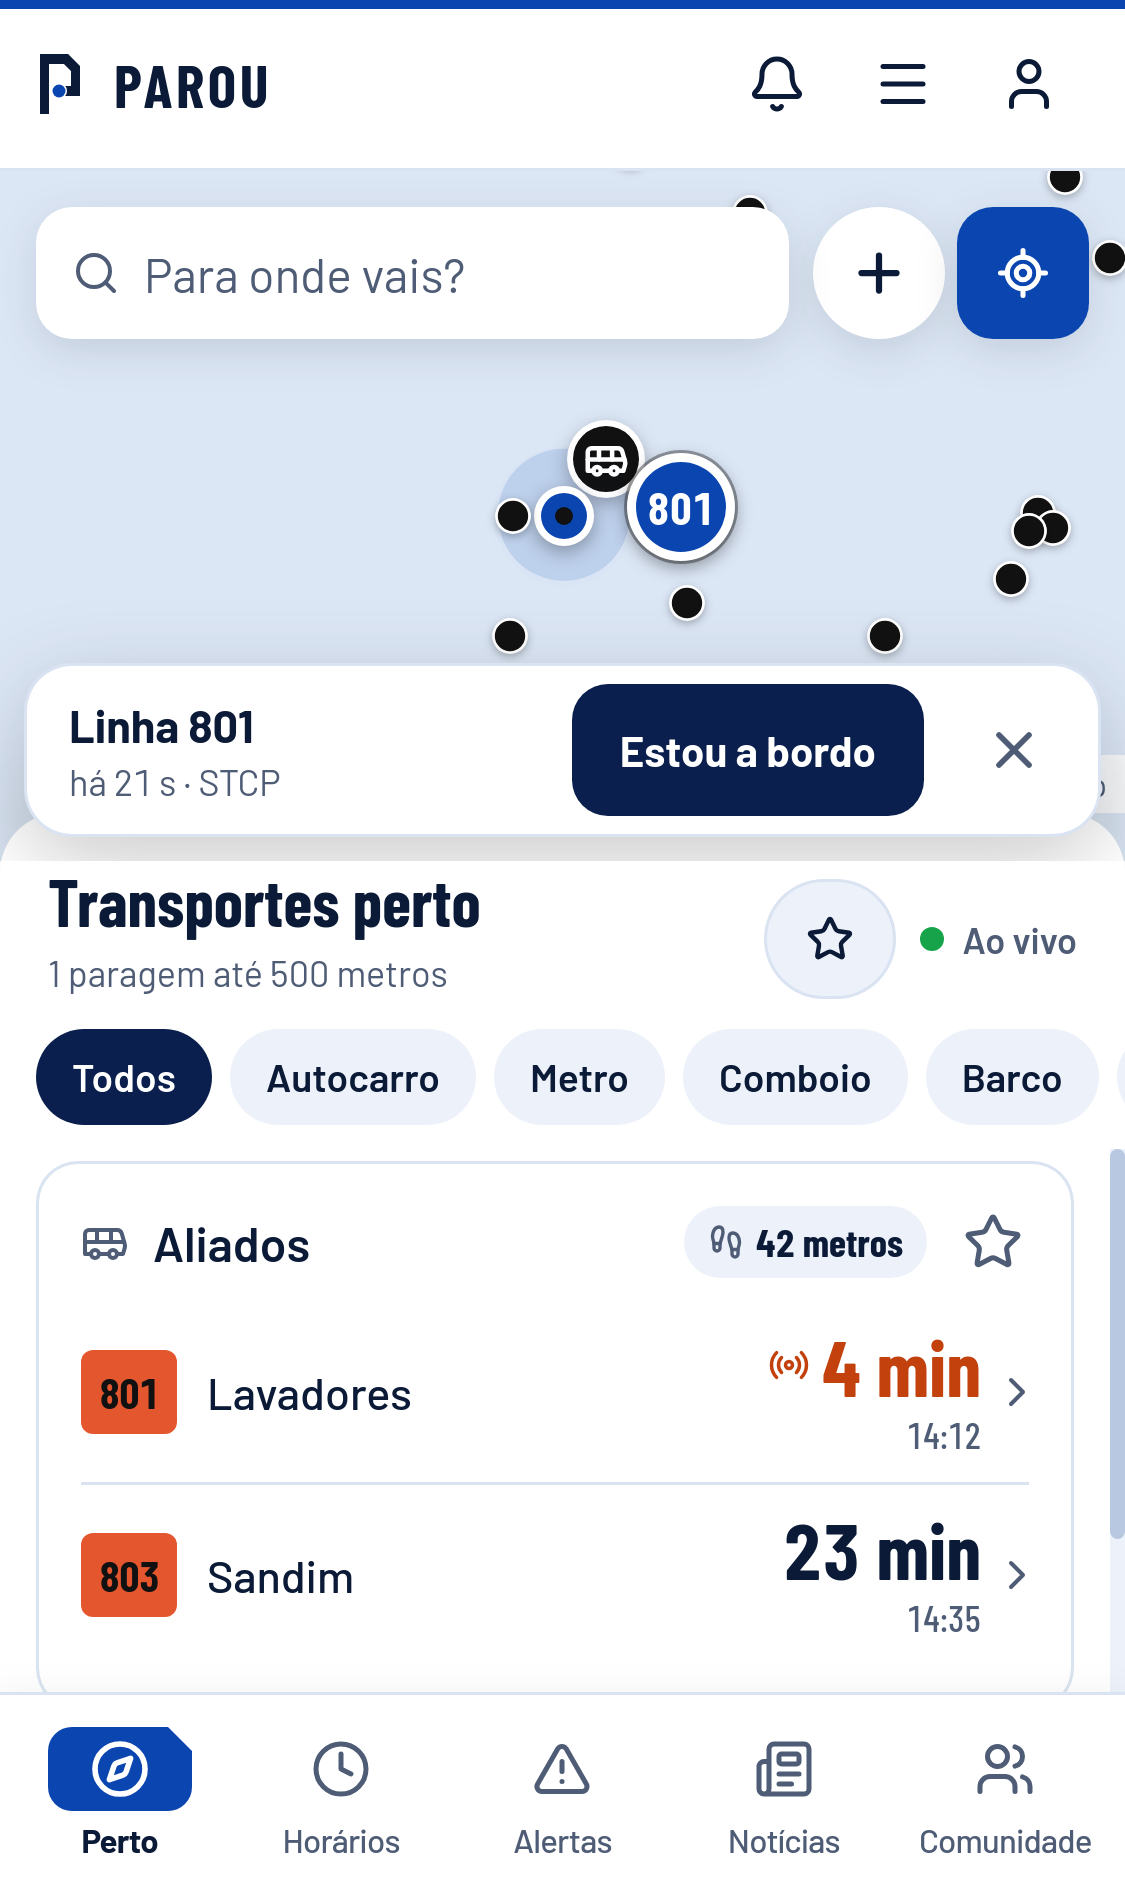 PAROU
Para onde vais?
801
Linha 801
há 21 s · STCP
Estou a bordo
Transportes perto
1 paragem até 500 metros
Ao vivo
Todos
Autocarro
Metro
Comboio
Barco
Aliados
42 metros
801
Lavadores
4 min
14:12
803
Sandim
23 min
14:35
Perto
Horários
Alertas
Notícias
Comunidade